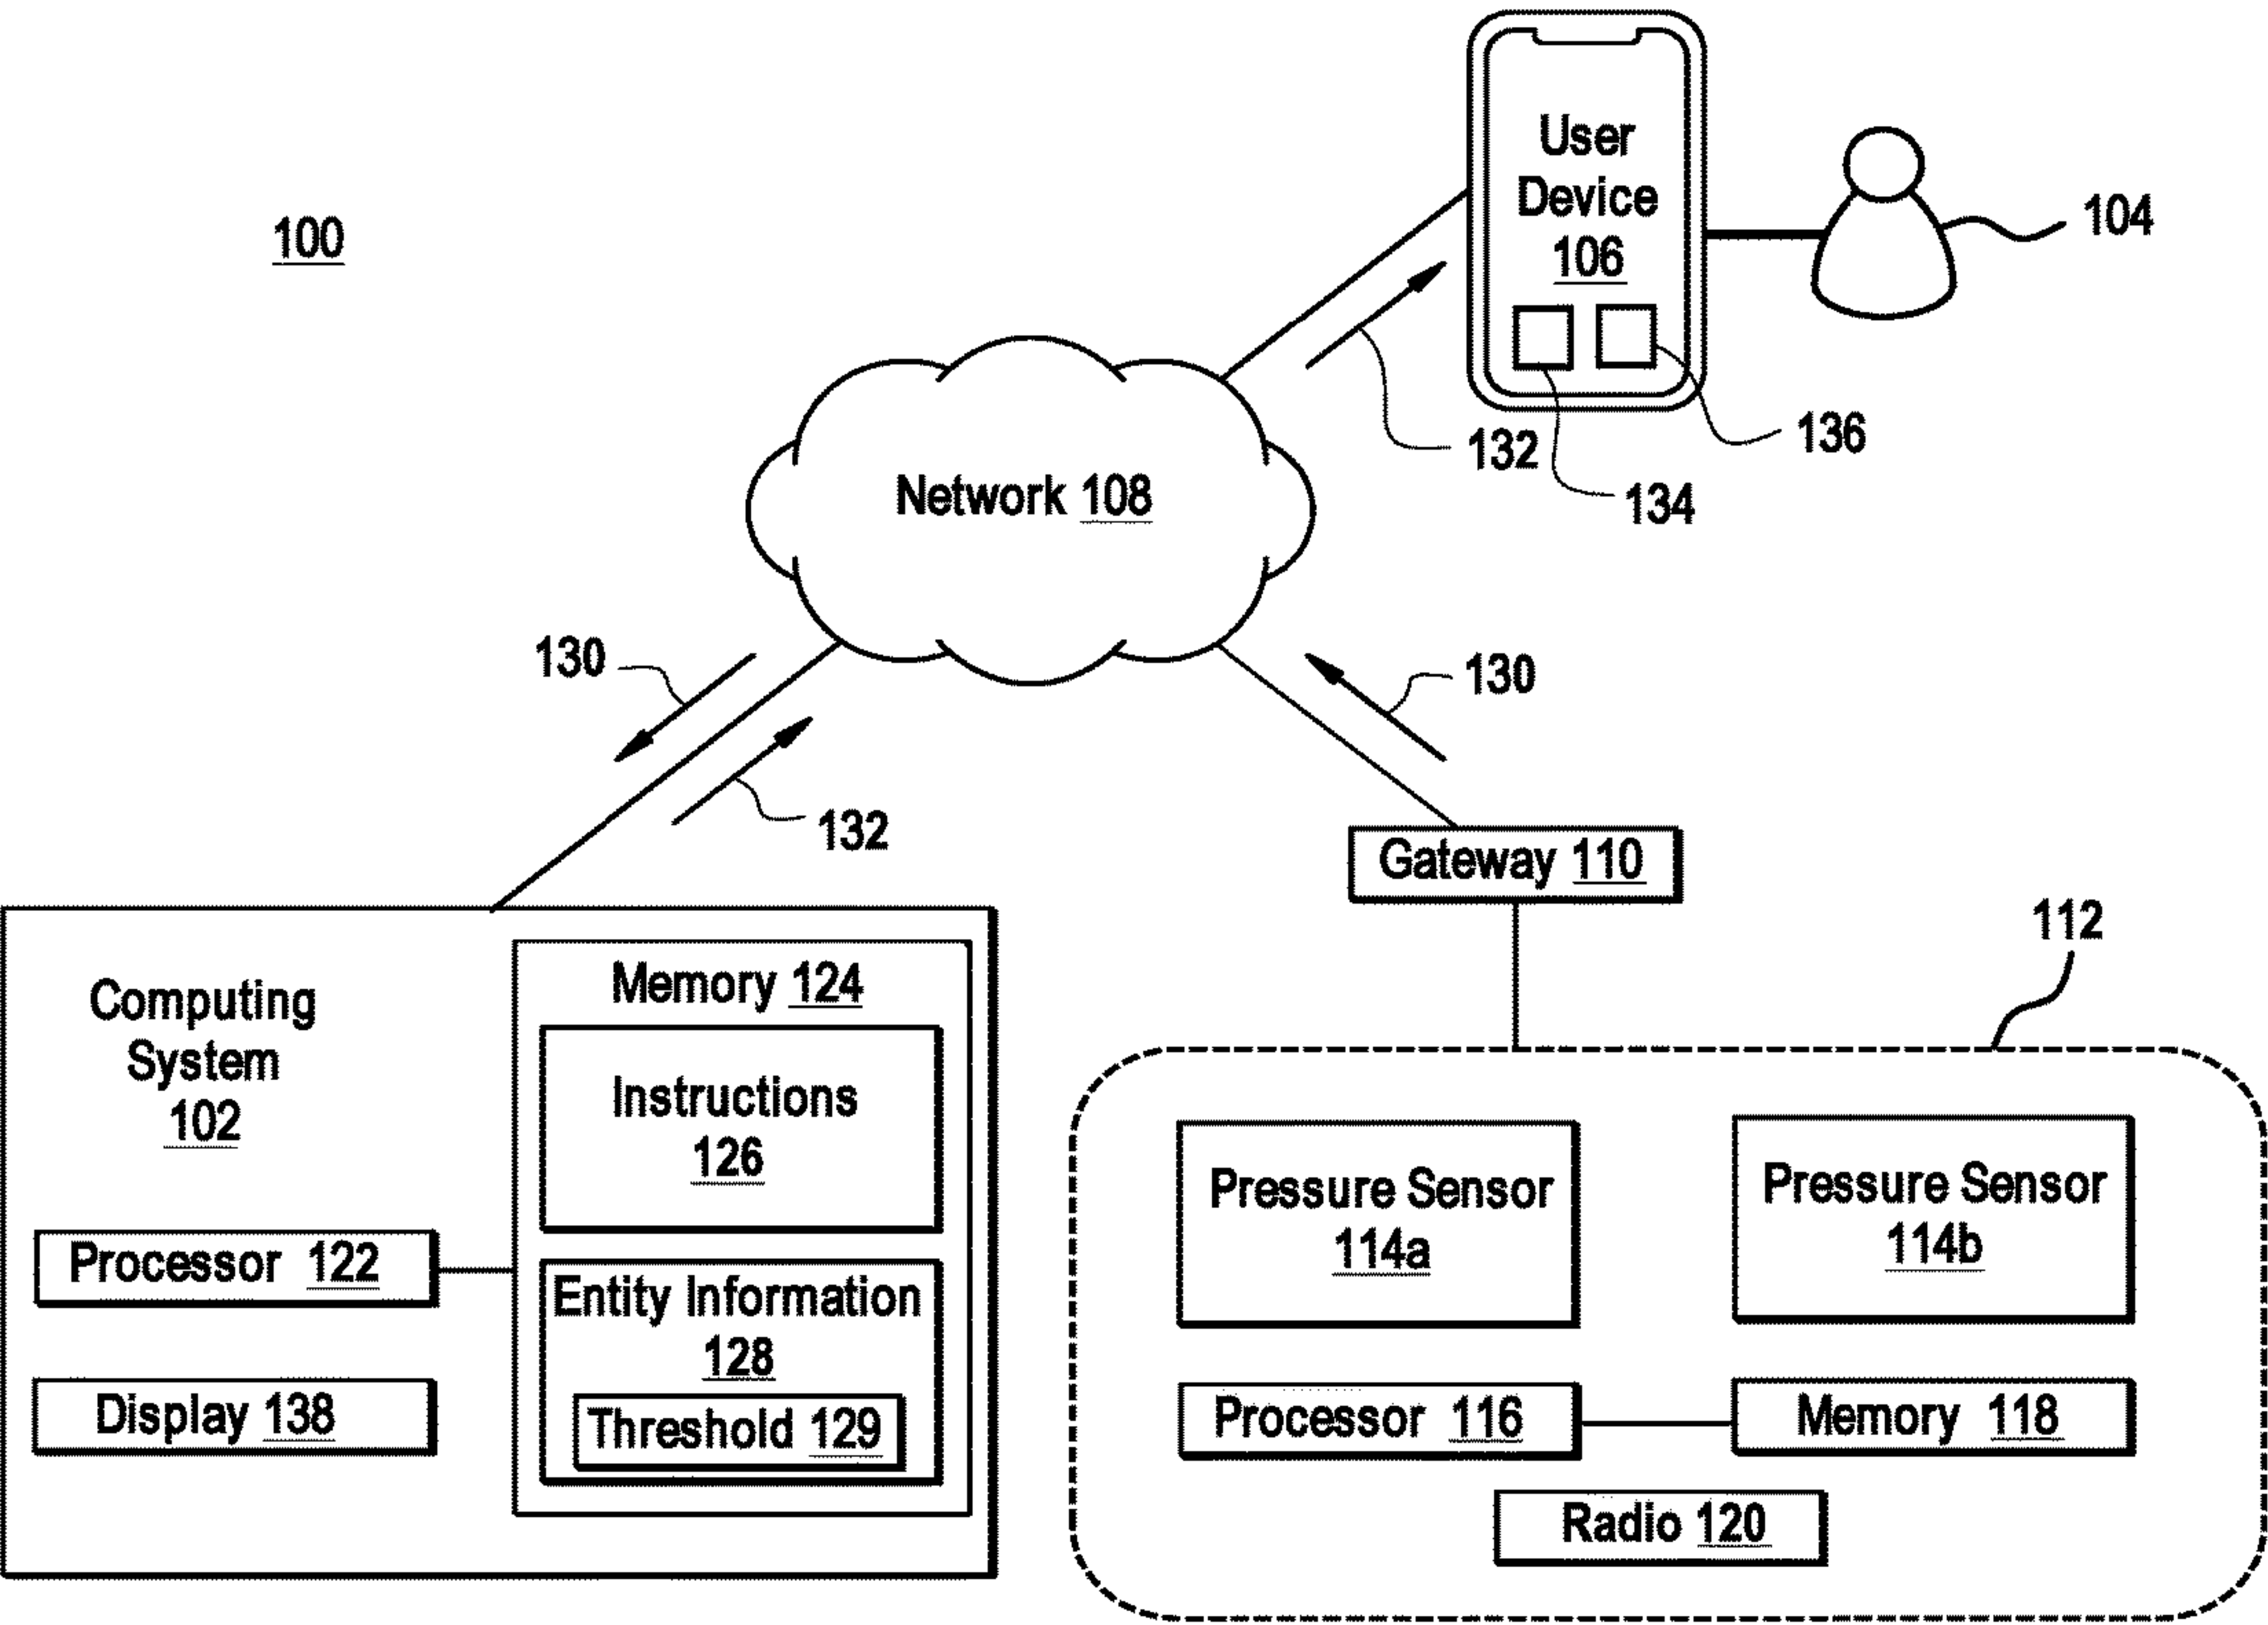 100
User
Device
106
104
132
136
134
Network 108
130
132
130
Gateway 110
112
Computing
System
102
Memory 124
Instructions
126
Processor 122
Entity Information
128
Threshold 129
Display 138
Pressure Sensor
114a
Pressure Sensor
114b
Processor 116
Memory 118
Radio 120